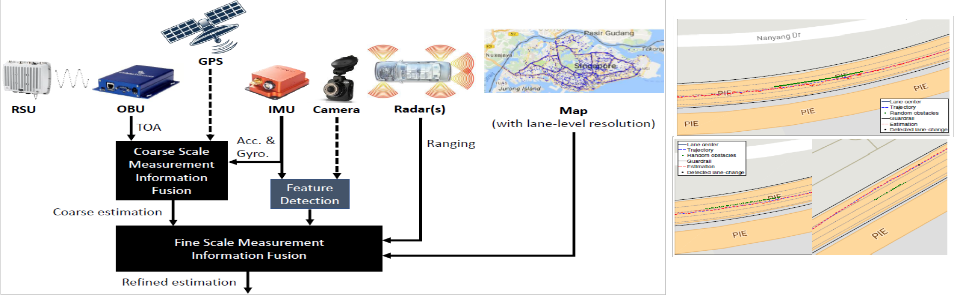 GPS
RSU
OBU
IMU
Camera
Radar(s)
Map
(with lane-level resolution)
TOA
Acc. &
Gyro.
Ranging
Coarse Scale
Measurement
Information
Fusion
Feature
Detection
Coarse estimation
Fine Scale Measurement
Information Fusion
Refined estimation
Pasir Gudang
Singapore
Jurong Island
Nanyang Dr
PIE
PIE
PIE
PIE
PIE
Lane center
Trajectory
Random obstacles
Guardrail
Estimation
Detected lane change
Lane center
Trajectory
Random obstacles
Guardrail
Estimation
Detected lane change
PIE
PIE
PIE